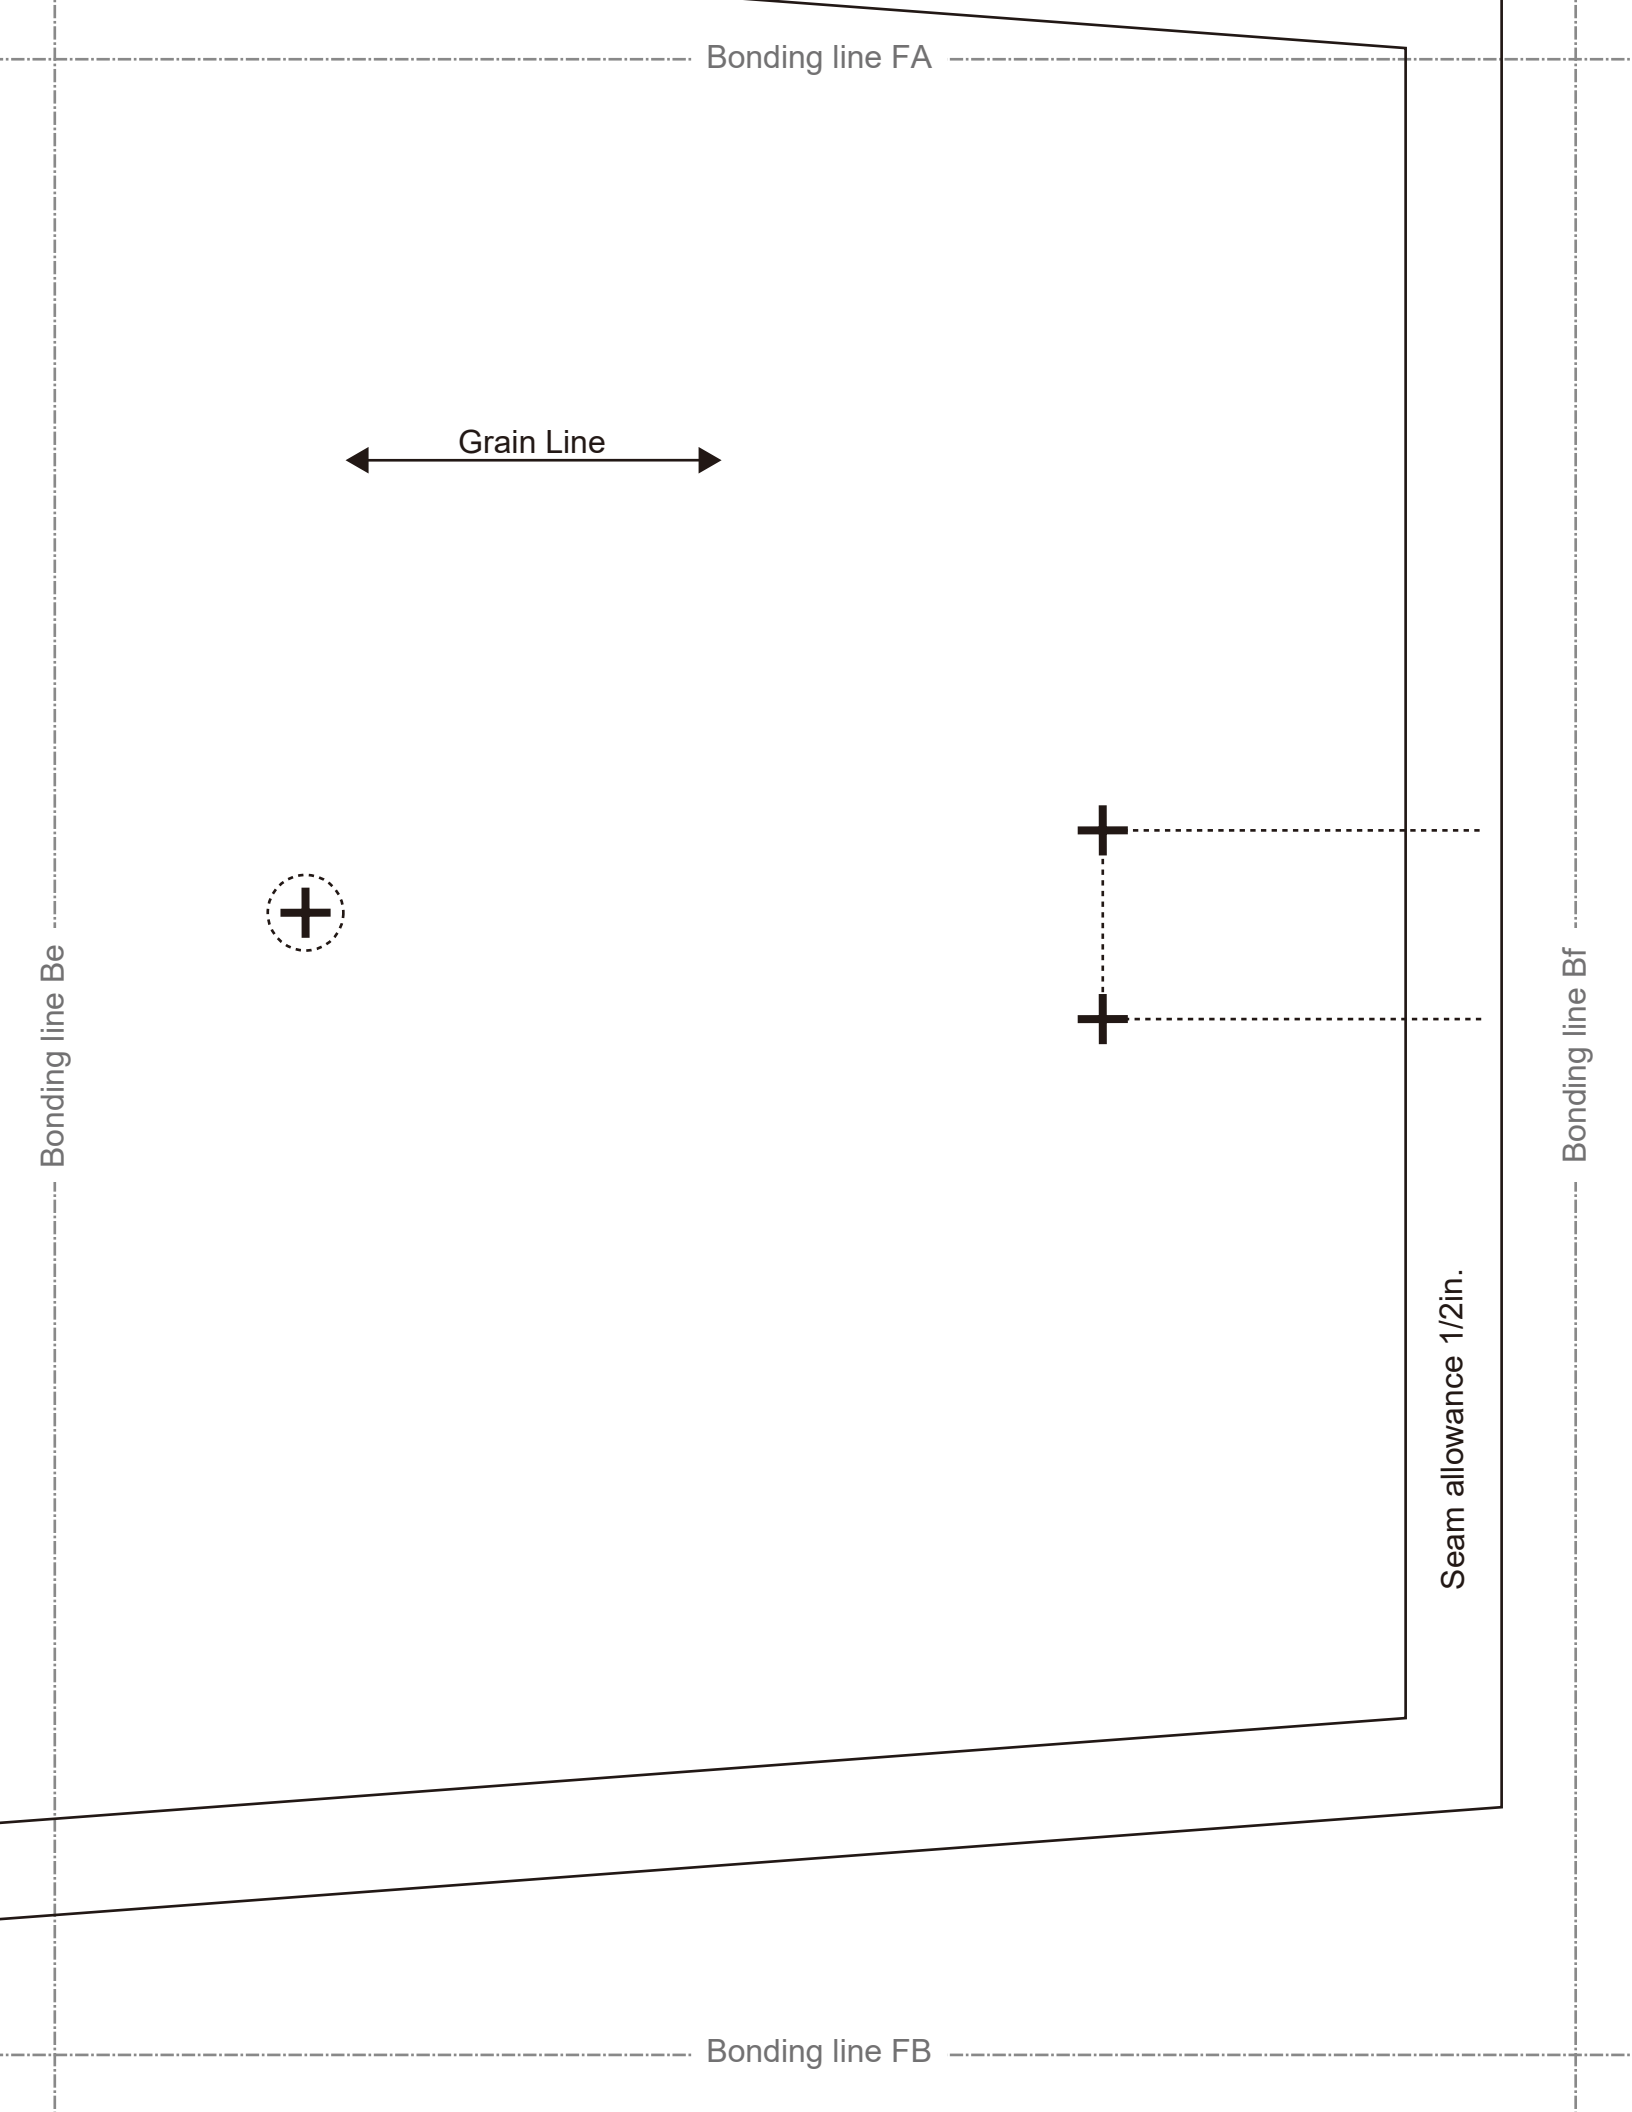 Bonding line FA
Grain Line
Bonding line Be
Bonding line Bf
Seam allowance 1/2in.
Bonding line FB